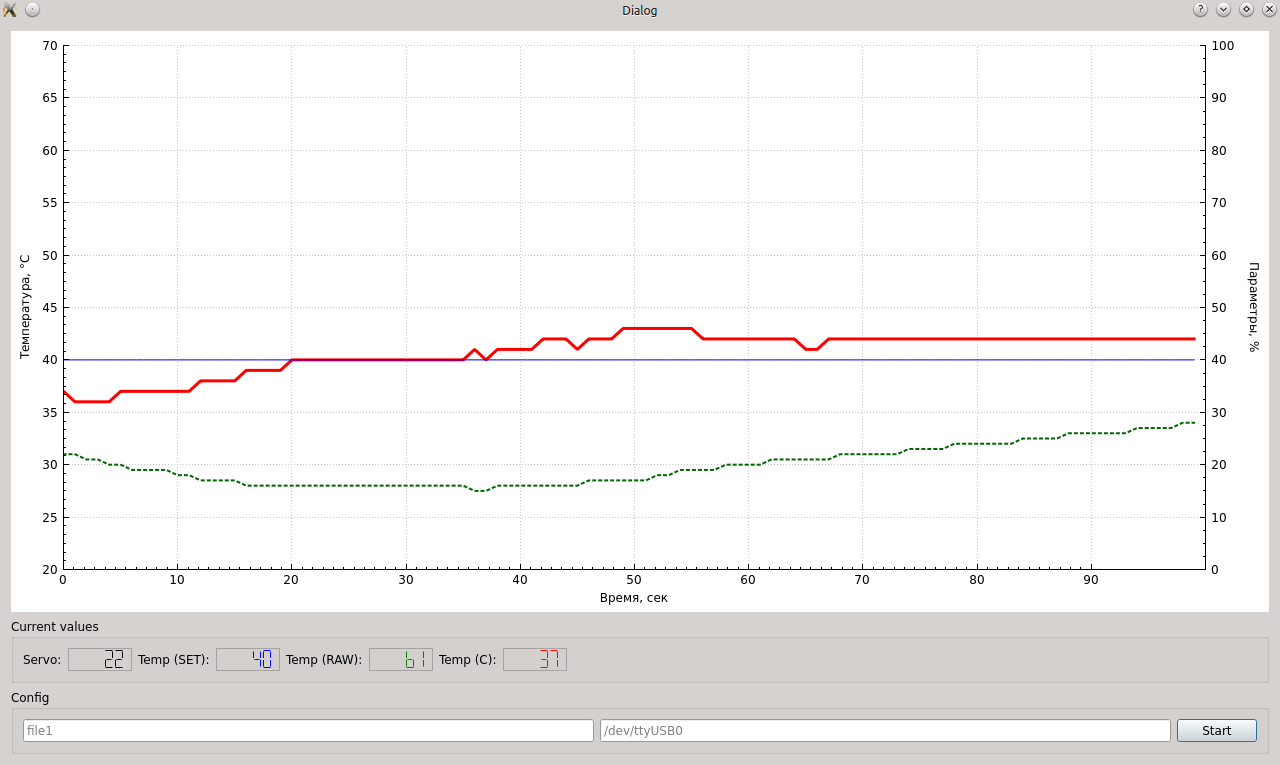 Dialog
70
65
60
55
50
45
40
35
30
25
20
Температура, °C
100
90
80
70
60
50
40
30
20
10
0
Параметры, %
0 10 20 30 40 50 60 70 80 90
Время, сек
Current values
Servo: 22 Temp (SET): 40 Temp (RAW): 61 Temp (C): 37
Config
file1 /dev/ttyUSB0 Start